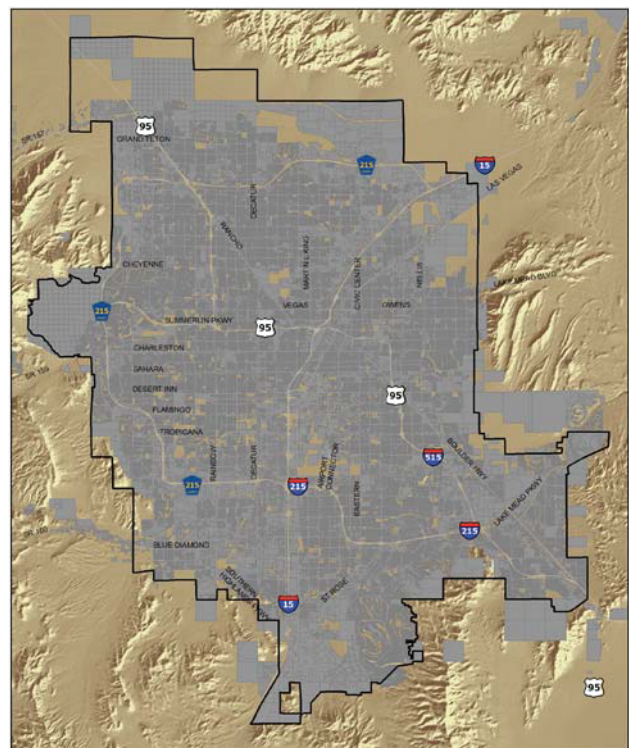 95
GRAND TETON
SR 157
215
15
LAS VEGAS
DECATUR
RANCHO
MARTIN L KING
CIVIC CENTER
NELLIS
CHEYENNE
LAKE MEAD BLVD
VEGAS
OWENS
215
SUMMERLIN PKWY
95
CHARLESTON
SAHARA
SR 159
DESERT INN
95
FLAMINGO
TROPICANA
RAINBOW
DECATUR
AIRPORT
CONNECTOR
EASTERN
515
BOULDER HWY
215
215
LAKE MEAD PKWY
215
SR 160
BLUE DIAMOND
SOUTHERN
HIGHLANDS PKWY
ST. ROSE
15
95